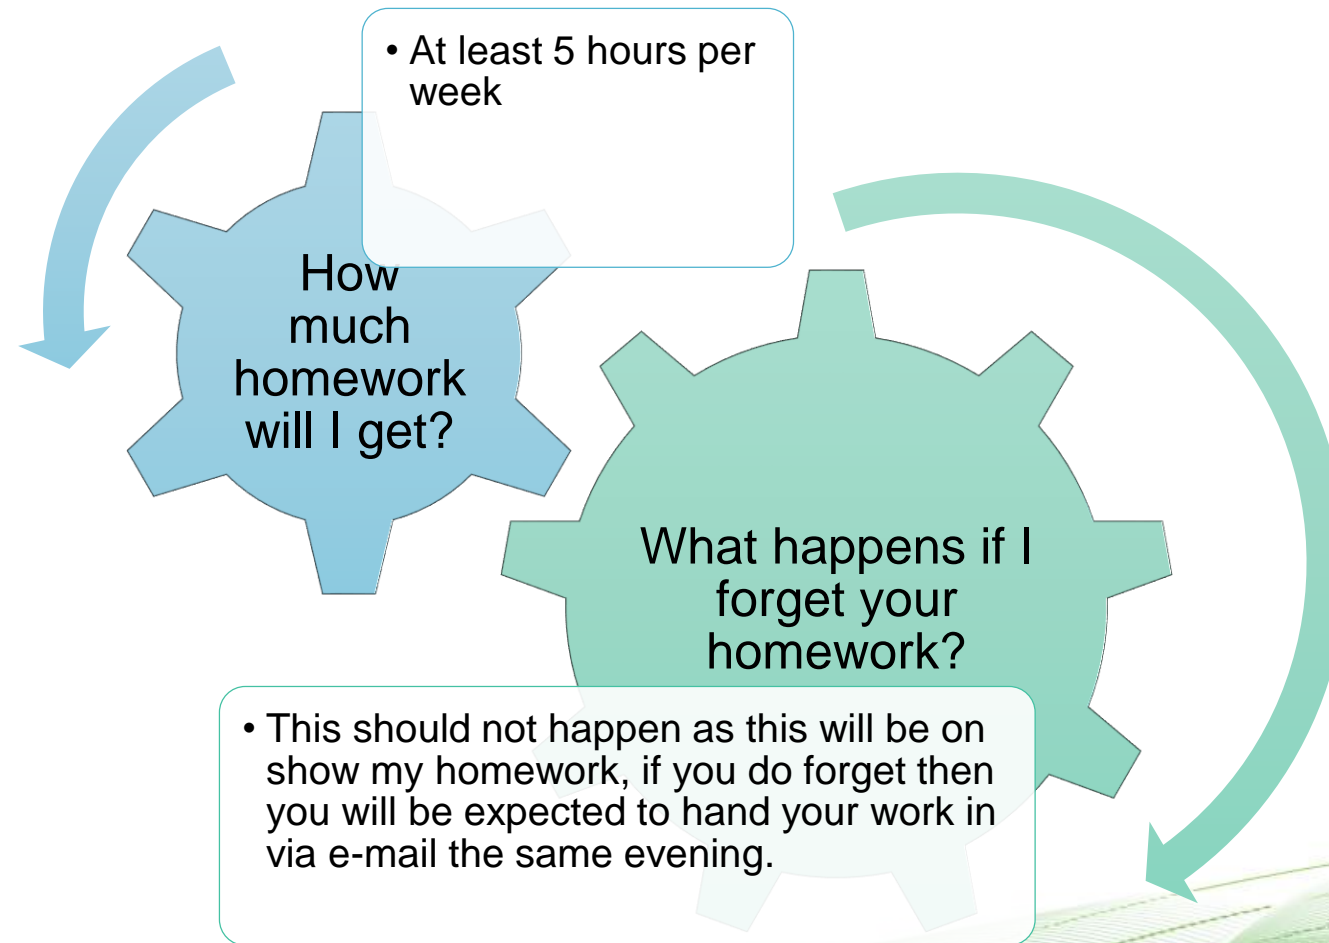 • At least 5 hours per
week
How
much
homework
will I get?
What happens if I
forget your
homework?
• This should not happen as this will be on
show my homework, if you do forget then
you will be expected to hand your work in
via e-mail the same evening.